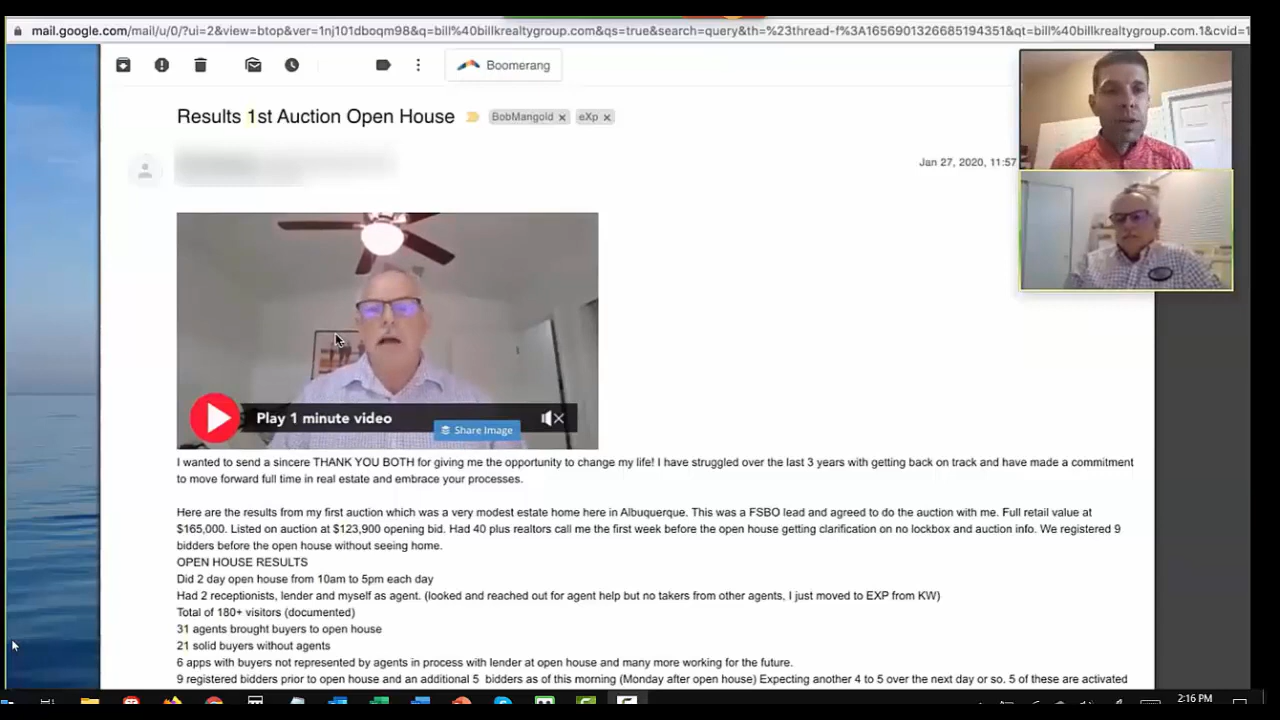 mail.google.com/mail/u/0/?ui=2&view=btop&ver=1nj101dboqm98&q=bill%40billkrealtygroup.com&qs=true&search=query&th=%23thread-f%3A1656901326685194351&qt=bill%40billkrealtygroup.com.1&cvid=1
Boomerang
Results 1st Auction Open House
BobMangold x eXp x
Jan 27, 2020, 11:57
Play 1 minute video
Share Image
I wanted to send a sincere THANK YOU BOTH for giving me the opportunity to change my life! I have struggled over the last 3 years with getting back on track and have made a commitment
to move forward full time in real estate and embrace your processes.
Here are the results from my first auction which was a very modest estate home here in Albuquerque. This was a FSBO lead and agreed to do the auction with me. Full retail value at
$165,000. Listed on auction at $123,900 opening bid. Had 40 plus realtors call me the first week before the open house getting clarification on no lockbox and auction info. We registered 9
bidders before the open house without seeing home.
OPEN HOUSE RESULTS
Did 2 day open house from 10am to 5pm each day
Had 2 receptionists, lender and myself as agent. (looked and reached out for agent help but no takers from other agents, I just moved to EXP from KW)
Total of 180+ visitors (documented)
31 agents brought buyers to open house
21 solid buyers without agents
6 apps with buyers not represented by agents in process with lender at open house and many more working for the future.
9 registered bidders prior to open house and an additional 5 bidders as of this morning (Monday after open house) Expecting another 4 to 5 over the next day or so. 5 of these are activated
2:16 PM